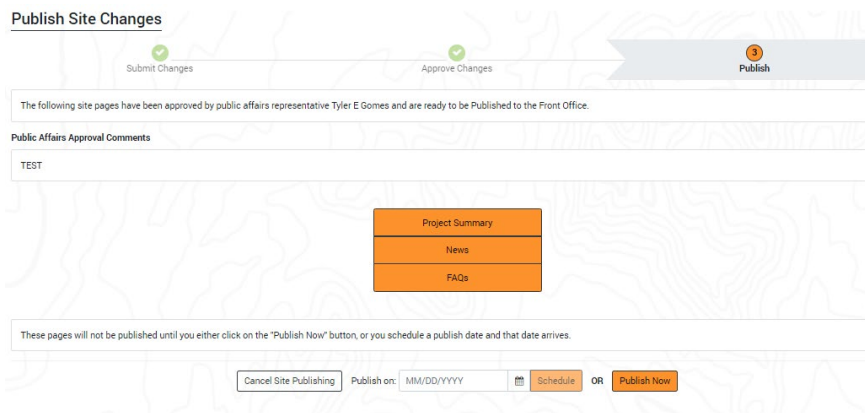 Publish Site Changes
Submit Changes
Approve Changes
3
Publish
The following site pages have been approved by public affairs representative Tyler E Gomes and are ready to be Published to the Front Office.
Public Affairs Approval Comments
TEST
Project Summary
News
FAQs
These pages will not be published until you either click on the "Publish Now" button, or you schedule a publish date and that date arrives.
Cancel Site Publishing Publish on: MM/DD/YYYY Schedule OR Publish Now